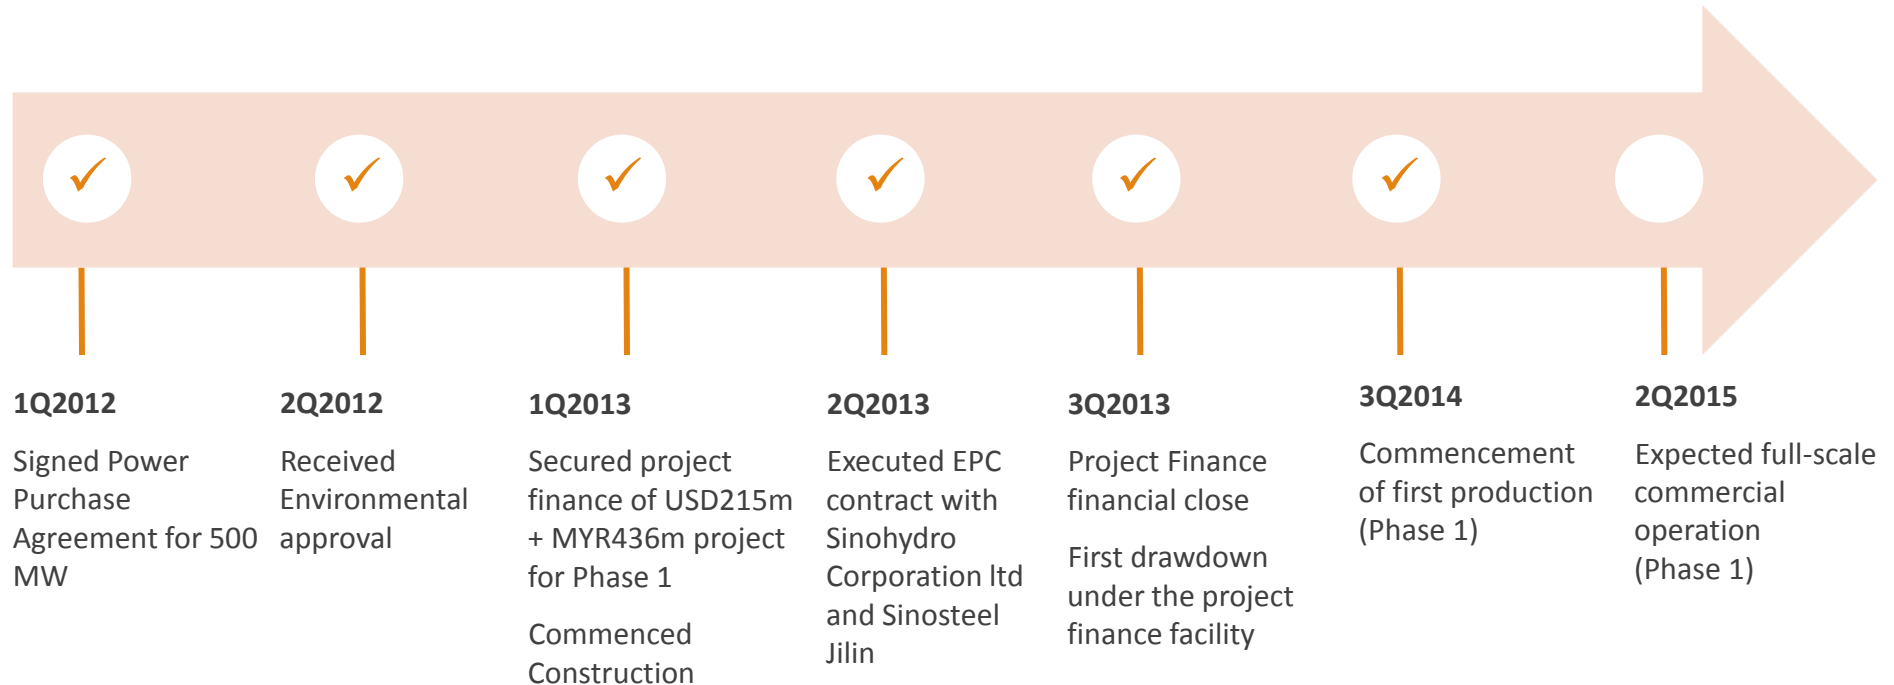 1Q2012
Signed Power
Purchase
Agreement for 500
MW
2Q2012
Received
Environmental
approval
1Q2013
Secured project
finance of USD215m
+ MYR436m project
for Phase 1
Commenced
Construction
2Q2013
Executed EPC
contract with
Sinohydro
Corporation ltd
and Sinosteel
Jilin
3Q2013
Project Finance
financial close
First drawdown
under the project
finance facility
3Q2014
Commencement
of first production
(Phase 1)
2Q2015
Expected full-scale
commercial
operation
(Phase 1)